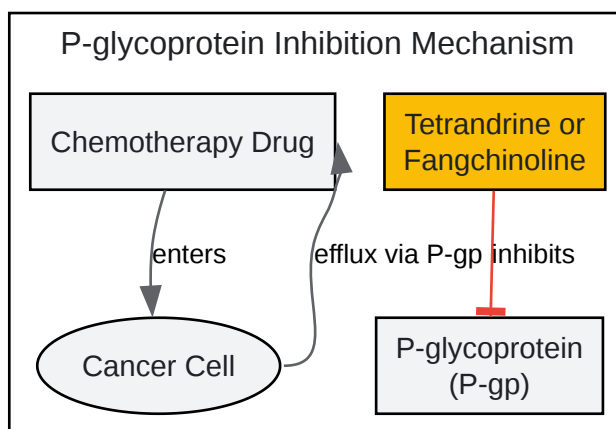 P-glycoprotein Inhibition Mechanism
Chemotherapy Drug
Tetrandrine or
Fangchinoline
enters
efflux via P-gp
inhibits
Cancer Cell
P-glycoprotein
(P-gp)